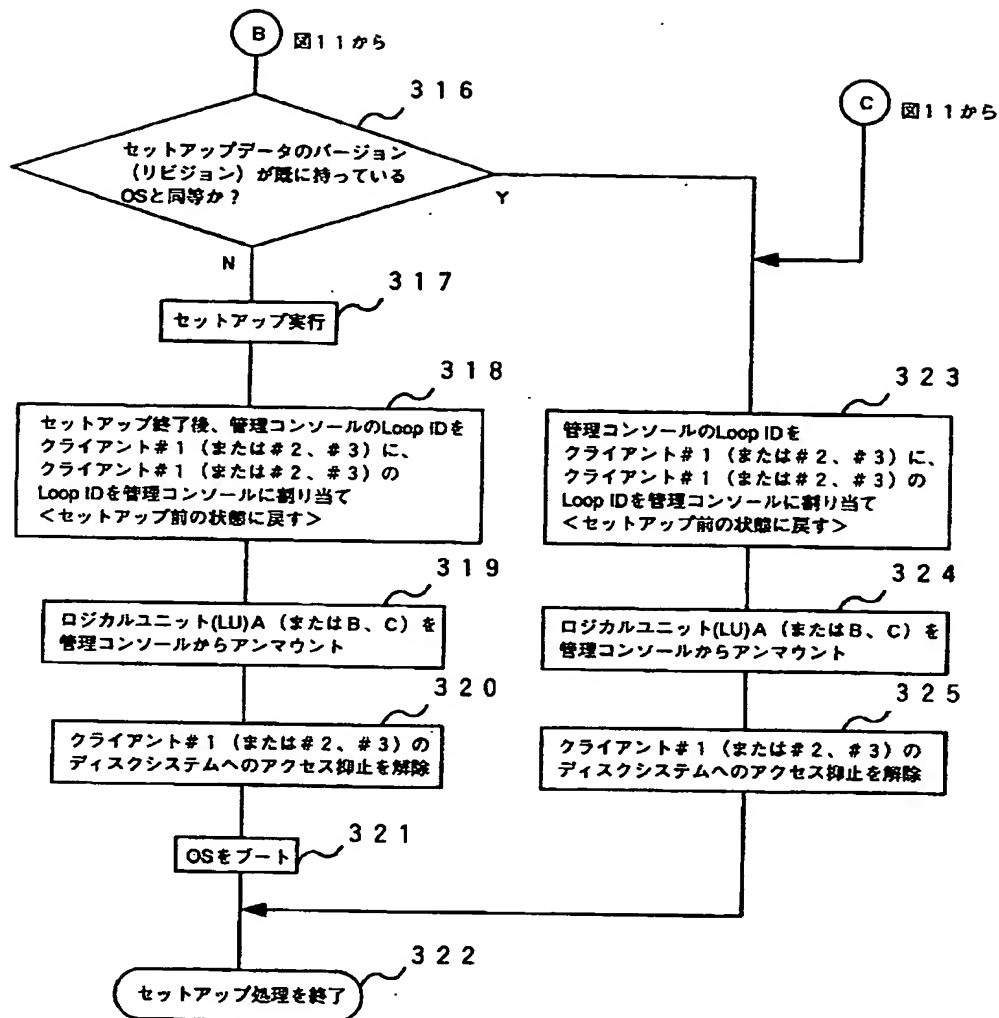 B 図11から
316
セットアップデータのバージョン
(リビジョン)が既に持っている
OSと同等か?
Y
N
C 図11から
317
セットアップ実行
318
セットアップ終了後、管理コンソールのLoop IDを
クライアント#1(または#2、#3)に、
クライアント#1(または#2、#3)の
Loop IDを管理コンソールに割り当て
<セットアップ前の状態に戻す>
319
ロジカルユニット(LU)A(またはB、C)を
管理コンソールからアンマウント
320
クライアント#1(または#2、#3)の
ディスクシステムへのアクセス抑止を解除
321
OSをブート
323
管理コンソールのLoop IDを
クライアント#1(または#2、#3)に、
クライアント#1(または#2、#3)の
Loop IDを管理コンソールに割り当て
<セットアップ前の状態に戻す>
324
ロジカルユニット(LU)A(またはB、C)を
管理コンソールからアンマウント
325
クライアント#1(または#2、#3)の
ディスクシステムへのアクセス抑止を解除
322
セットアップ処理を終了